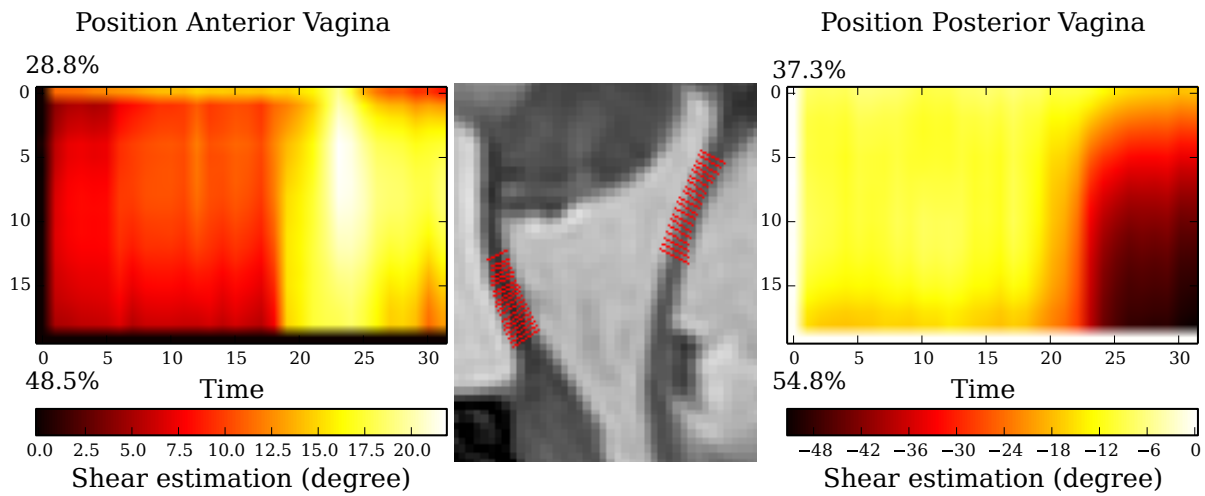 Position Anterior Vagina
28.8%
0
5
10
15
0 5 10 15 20 25 30
48.5%
Time
0.0 2.5 5.0 7.5 10.0 12.5 15.0 17.5 20.0
Shear estimation (degree)
Position Posterior Vagina
37.3%
0
5
10
15
0 5 10 15 20 25 30
54.8%
Time
−48 −42 −36 −30 −24 −18 −12 −6 0
Shear estimation (degree)